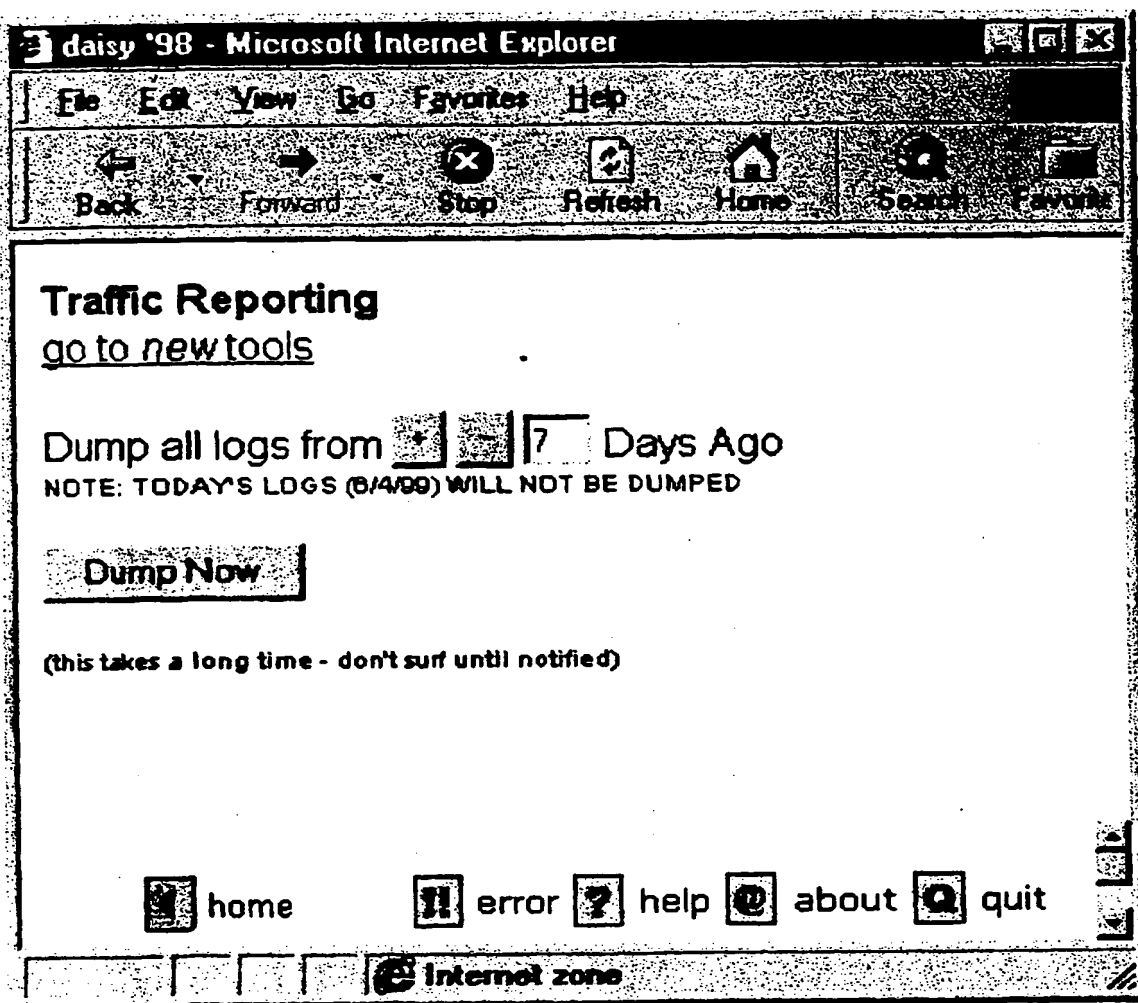 daisy '98 - Microsoft Internet Explorer
File Edit View Go Favorites Help
Back Forward Stop Refresh Home Search Favorite
Traffic Reporting
go to new tools
Dump all logs from + - 7 Days Ago
NOTE: TODAY'S LOGS (6/4/99) WILL NOT BE DUMPED
Dump Now
(this takes a long time - don't surf until notified)
home !! error ? help @ about Q quit
Internet zone